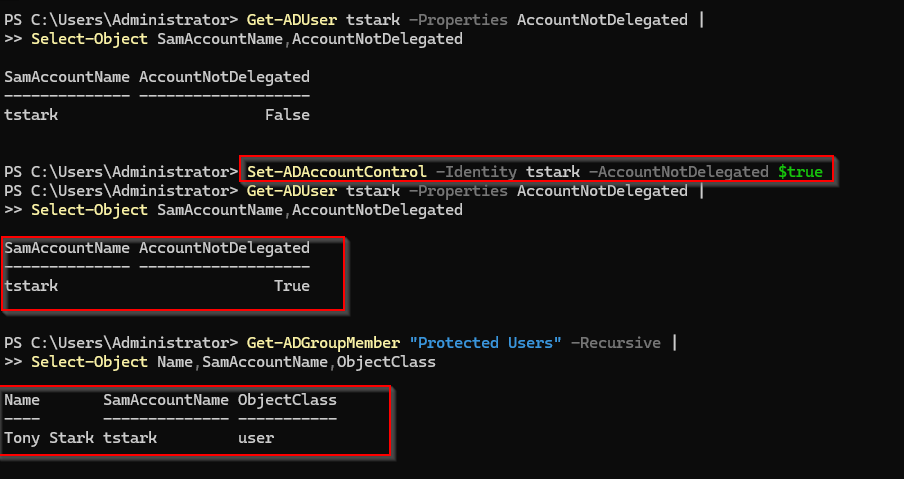 PS C:\Users\Administrator> Get-ADUser tstark -Properties AccountNotDelegated |
>> Select-Object SamAccountName,AccountNotDelegated
SamAccountName AccountNotDelegated
-------------- -------------------
tstark                       False
PS C:\Users\Administrator> Set-ADAccountControl -Identity tstark -AccountNotDelegated $true
PS C:\Users\Administrator> Get-ADUser tstark -Properties AccountNotDelegated |
>> Select-Object SamAccountName,AccountNotDelegated
SamAccountName AccountNotDelegated
-------------- -------------------
tstark                        True
PS C:\Users\Administrator> Get-ADGroupMember "Protected Users" -Recursive |
>> Select-Object Name,SamAccountName,ObjectClass
Name       SamAccountName ObjectClass
----       -------------- -----------
Tony Stark tstark         user